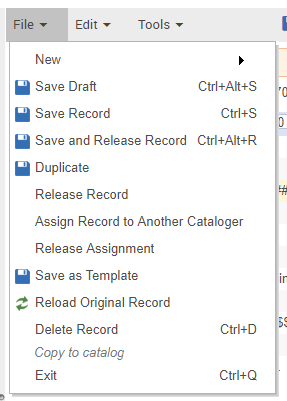 File Edit Tools
New
Save Draft Ctrl+Alt+S
Save Record Ctrl+S
Save and Release Record Ctrl+Alt+R
Duplicate
Release Record
Assign Record to Another Cataloger
Release Assignment
Save as Template
Reload Original Record
Delete Record Ctrl+D
Copy to catalog
Exit Ctrl+Q